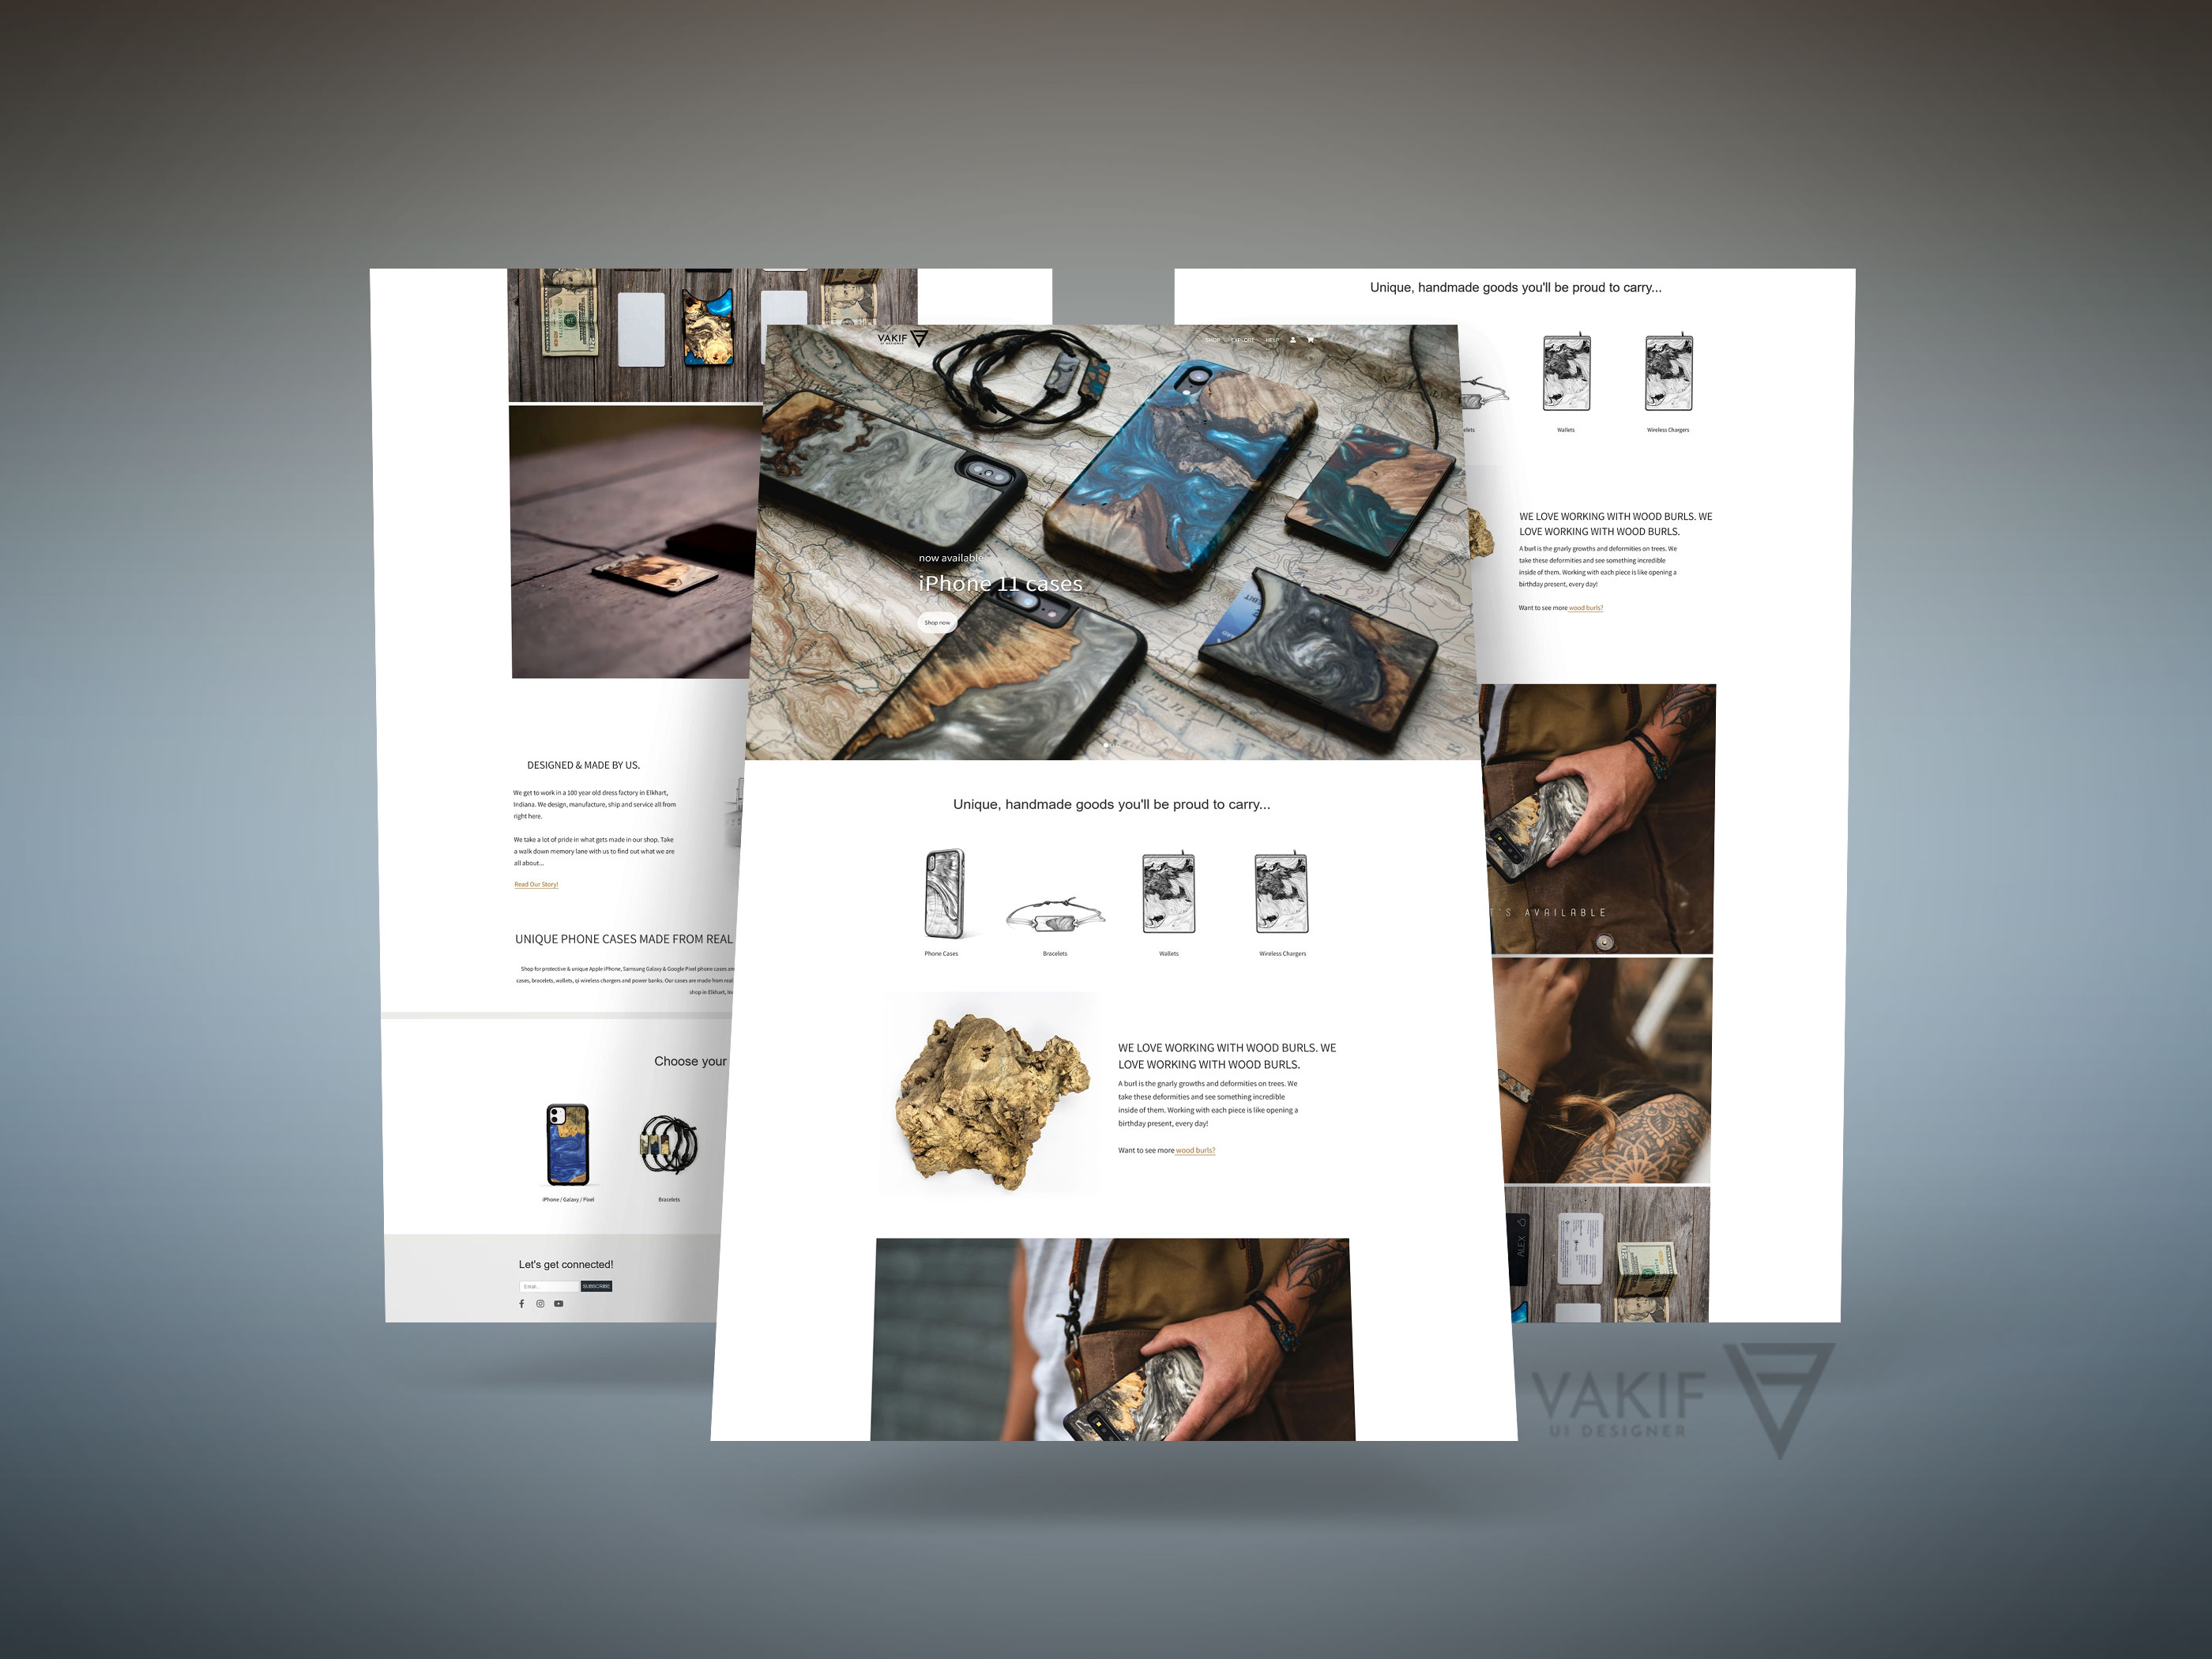 Unique, handmade goods you'll be proud to carry...
Wallets
Wireless Chargers
WE LOVE WORKING WITH WOOD BURLS. WE
LOVE WORKING WITH WOOD BURLS.
A burl is the gnarly growths and deformities on trees. We
take these deformities and see something incredible
inside of them. Working with each piece is like opening a
birthday present, every day!
Want to see more wood burls?
T'S AVAILABLE
ALEX
VAKIF
UI DESIGNER
SHOP EXPLORE HELP
now available
iPhone 11 cases
Shop now
Unique, handmade goods you'll be proud to carry...
Phone Cases
Bracelets
Wallets
Wireless Chargers
WE LOVE WORKING WITH WOOD BURLS. WE
LOVE WORKING WITH WOOD BURLS.
A burl is the gnarly growths and deformities on trees. We
take these deformities and see something incredible
inside of them. Working with each piece is like opening a
birthday present, every day!
Want to see more wood burls?
DESIGNED & MADE BY US.
We get to work in a 100 year old dress factory in Elkhart,
Indiana. We design, manufacture, ship and service all from
right here.
We take a lot of pride in what gets made in our shop. Take
a walk down memory lane with us to find out what we are
all about...
Read Our Story!
UNIQUE PHONE CASES MADE FROM REAL
Shop for protective & unique Apple iPhone, Samsung Galaxy & Google Pixel phone cases
cases, bracelets, wallets, qi wireless chargers and power banks. Our cases are made from real
shop in Elkhart,
Choose your
iPhone / Galaxy / Pixel
Bracelets
Let's get connected!
Email...
SUBSCRIBE
VAKIF
UI DESIGNER